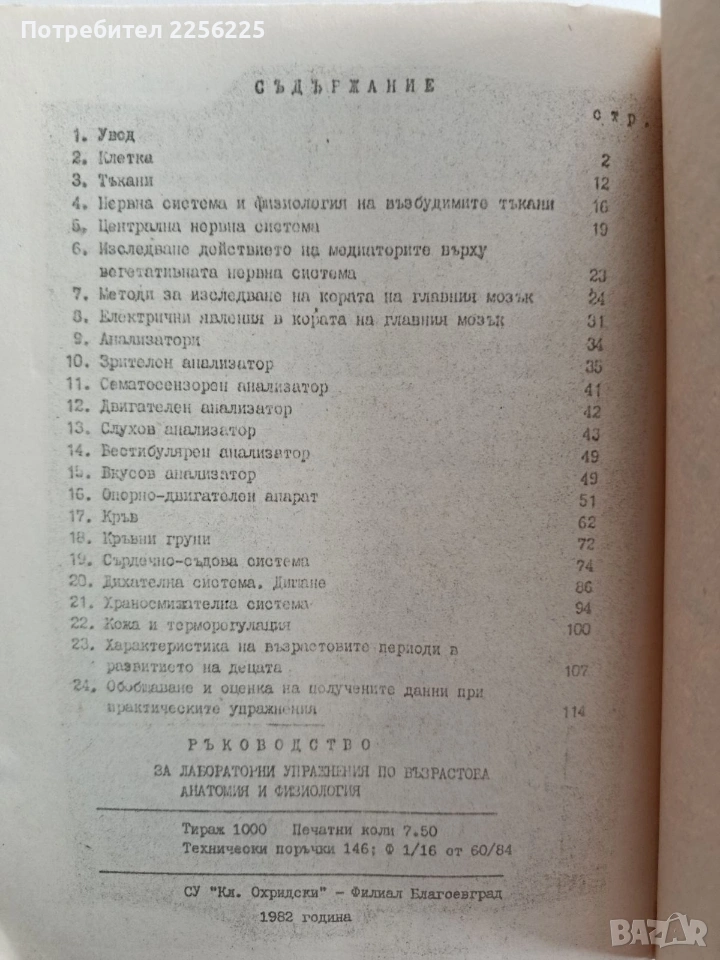 Потребител 2256225
СЪДЪРЖАНИЕ
стр.
1. Увод
2. Клетка 2
3. Тъкани 12
4. Нервна система и физиология на възбудимите тъкани 16
5. Централна нервна система 19
6. Изследване действието на медиаторите върху
вегетативната нервна система 23
7. Методи за изследване на кората на главния мозък 24
8. Електрични явления в кората на главния мозък 31
9. Анализатори 34
10. Зрителен анализатор 35
11. Сематосензорен анализатор 41
12. Двигателен анализатор 42
13. Слухов анализатор 43
14. Вестибулярен анализатор 49
15. Вкусов анализатор 49
16. Опорно-двигателен апарат 51
17. Кръв 62
18. Кръвни групи 72
19. Сърдечно-съдова система 74
20. Дихателна система. Дишане 86
21. Храносмилателна система 94
22. Кожа и терморегулация 100
23. Характеристика на възрастовите периоди в
развитието на децата 107
24. Обобщаване и оценка на получените данни при
практическите упражнения 114
РЪКОВОДСТВО
ЗА ЛАБОРАТОРНИ УПРАЖНЕНИЯ ПО ВЪЗРАСТОВА
АНАТОМИЯ И ФИЗИОЛОГИЯ
Тираж 1000 Печатни коли 7.50
Технически поръчки 146; Ф 1/16 от 60/84
СУ "Кл. Охридски" - Филиал Благоевград
1982 година
BAZAR